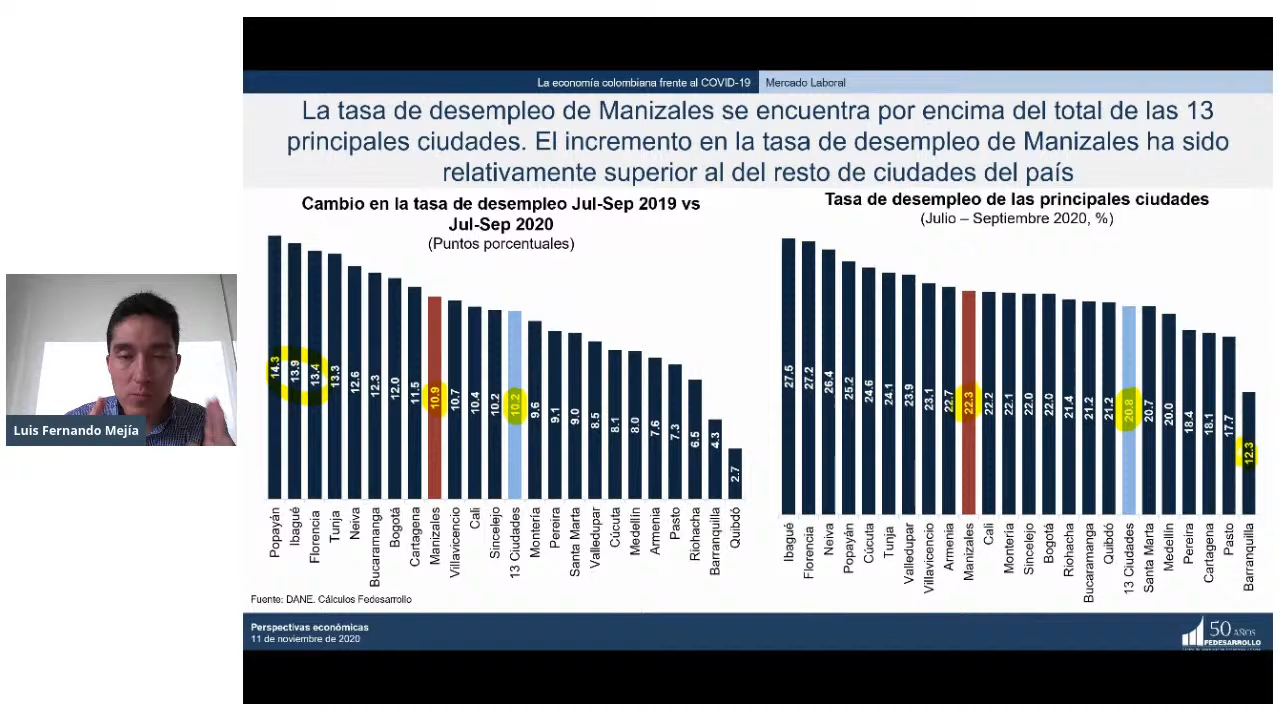 La economía colombiana frente al COVID-19
Mercado Laboral
La tasa de desempleo de Manizales se encuentra por encima del total de las 13
principales ciudades. El incremento en la tasa de desempleo de Manizales ha sido
relativamente superior al del resto de ciudades del país
Cambio en la tasa de desempleo Jul-Sep 2019 vs
Jul-Sep 2020
(Puntos porcentuales)
14.3
13.9
13.4
13.3
12.6
12.3
12.0
11.5
10.9
10.7
10.4
10.2
10.2
9.6
9.1
9.0
8.5
8.1
8.0
7.6
7.3
6.5
4.3
2.7
Popayán
Ibagué
Florencia
Tunja
Neiva
Bucaramanga
Bogotá
Cartagena
Manizales
Villavicencio
Cali
Sincelejo
13 Ciudades
Montería
Pereira
Santa Marta
Valledupar
Cúcuta
Medellín
Armenia
Pasto
Riohacha
Barranquilla
Quibdó
Tasa de desempleo de las principales ciudades
(Julio – Septiembre 2020, %)
27.5
27.2
26.4
25.2
24.6
24.1
23.9
23.1
22.7
22.3
22.2
22.1
22.0
22.0
21.4
21.2
21.2
20.8
20.7
20.0
18.4
18.1
17.7
12.3
Ibagué
Florencia
Neiva
Popayán
Cúcuta
Tunja
Valledupar
Villavicencio
Armenia
Manizales
Cali
Montería
Sincelejo
Bogotá
Riohacha
Bucaramanga
Quibdó
13 Ciudades
Santa Marta
Medellín
Pereira
Cartagena
Pasto
Barranquilla
Luis Fernando Mejía
Fuente: DANE. Cálculos Fedesarrollo
Perspectivas económicas
11 de noviembre de 2020
50 AÑOS
FEDESARROLLO